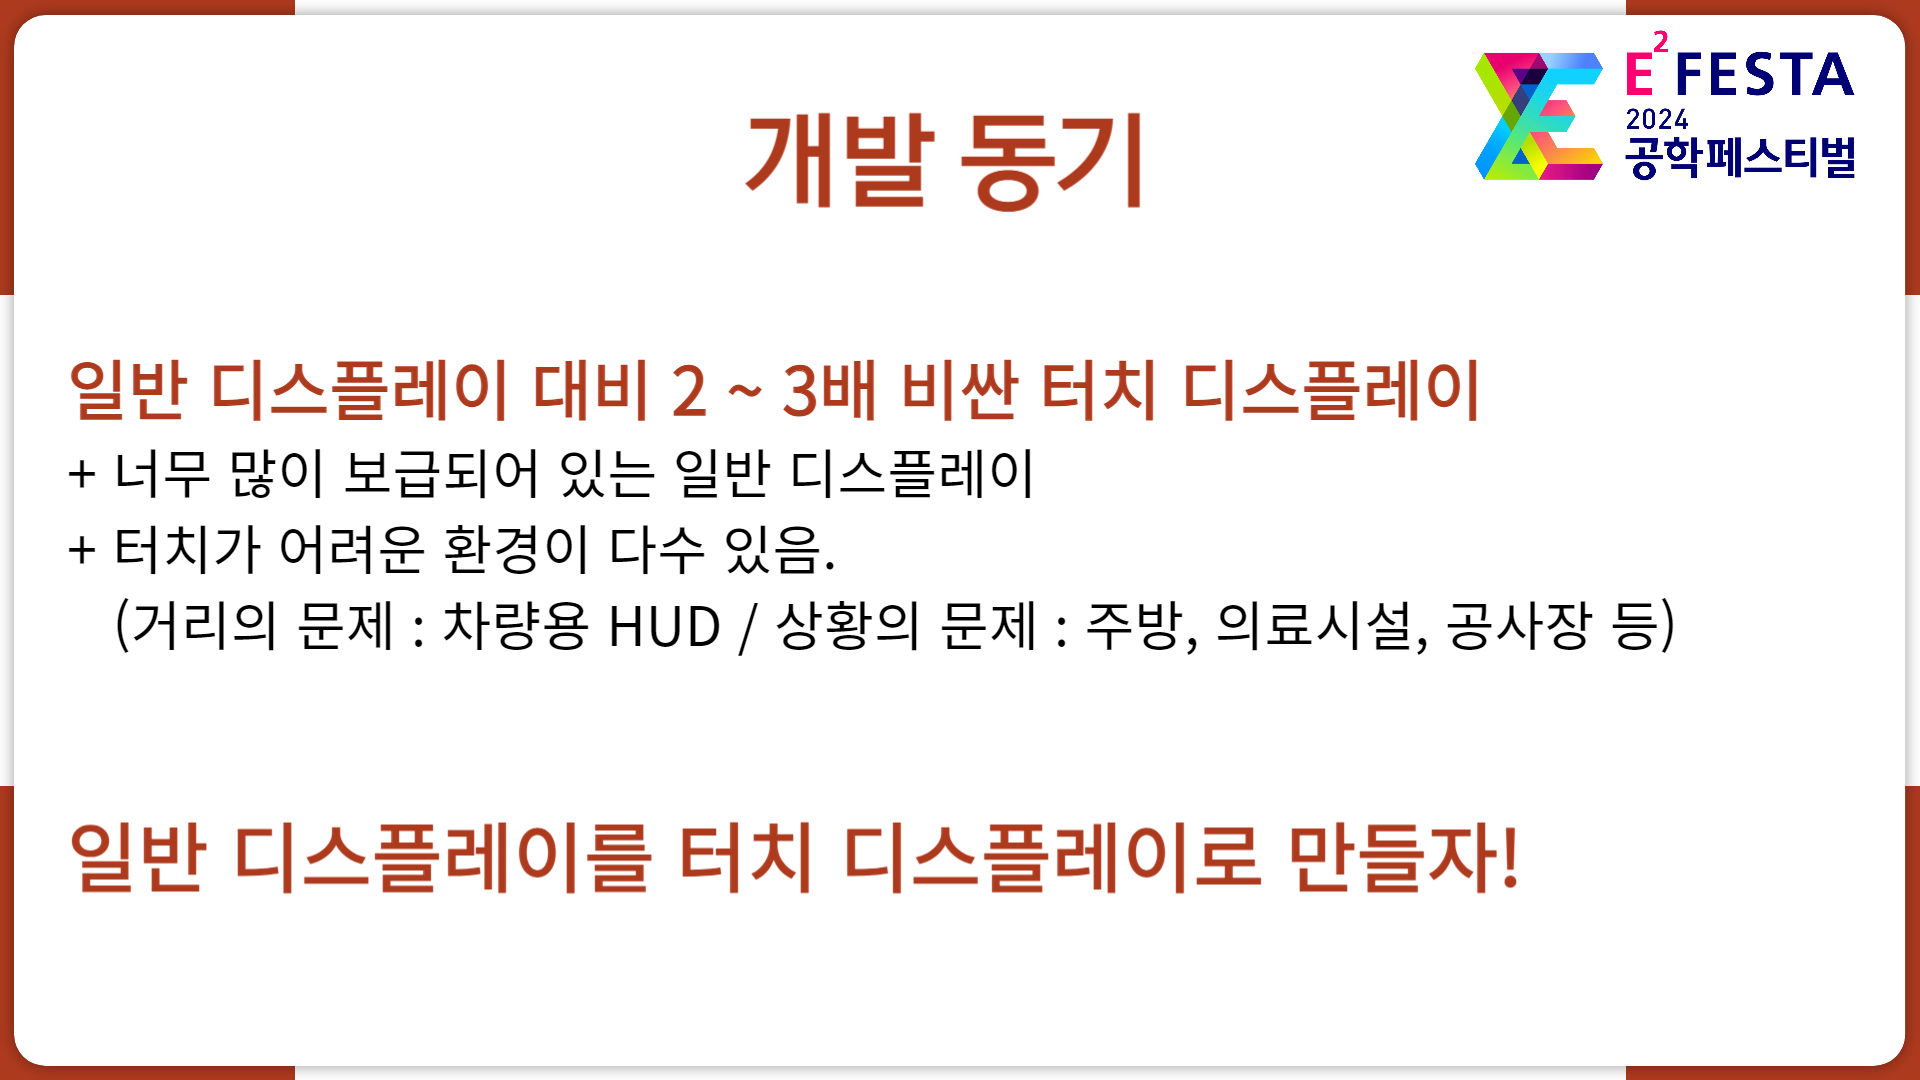 E² FESTA
2024
공학페스티벌
개발 동기
일반 디스플레이 대비 2 ~ 3배 비싼 터치 디스플레이
+ 너무 많이 보급되어 있는 일반 디스플레이
+ 터치가 어려운 환경이 다수 있음.
(거리의 문제 : 차량용 HUD / 상황의 문제 : 주방, 의료시설, 공사장 등)
일반 디스플레이를 터치 디스플레이로 만들자!